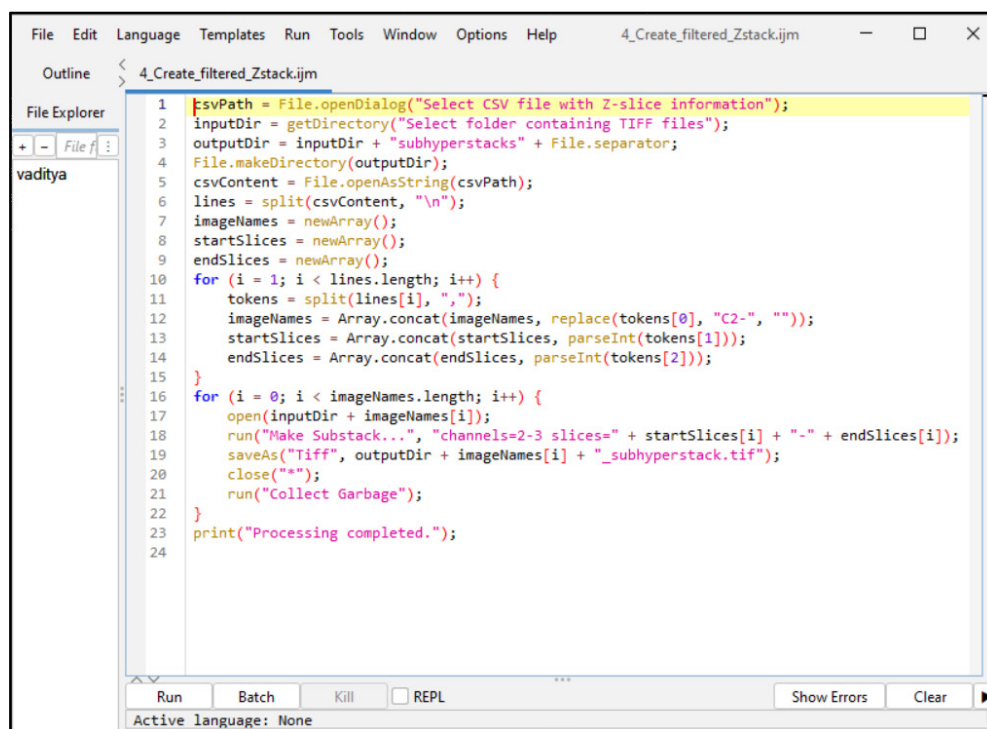 File Edit Language Templates Run Tools Window Options Help 4_Create_filtered_Zstack.ijm
Outline
4_Create_filtered_Zstack.ijm
File Explorer
+ - File f
vaditya
1 csvPath = File.openDialog("Select CSV file with Z-slice information");
2 inputDir = getDirectory("Select folder containing TIFF files");
3 outputDir = inputDir + "subhyperstacks" + File.separator;
4 File.makeDirectory(outputDir);
5 csvContent = File.openAsString(csvPath);
6 lines = split(csvContent, "\n");
7 imageNames = newArray();
8 startSlices = newArray();
9 endSlices = newArray();
10 for (i = 1; i < lines.length; i++) {
11     tokens = split(lines[i], ",");
12     imageNames = Array.concat(imageNames, replace(tokens[0], "C2-", ""));
13     startSlices = Array.concat(startSlices, parseInt(tokens[1]));
14     endSlices = Array.concat(endSlices, parseInt(tokens[2]));
15 }
16 for (i = 0; i < imageNames.length; i++) {
17     open(inputDir + imageNames[i]);
18     run("Make Substack...", "channels=2-3 slices=" + startSlices[i] + "-" + endSlices[i]);
19     saveAs("Tiff", outputDir + imageNames[i] + "_subhyperstack.tif");
20     close("*");
21     run("Collect Garbage");
22 }
23 print("Processing completed.");
24
Run Batch Kill REPL Show Errors Clear
Active language: None